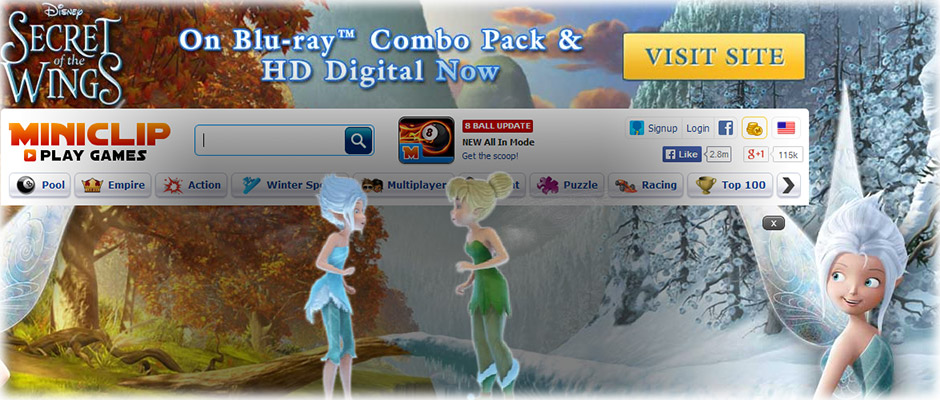 Disney
SECRET
of the
WINGS
On Blu-ray™ Combo Pack &
HD Digital Now
VISIT SITE
MINICLIP
PLAY GAMES
8
M
8 BALL UPDATE
NEW All In Mode
Get the scoop!
Signup Login f
f Like 2.8m g+1 115k
8 Pool Empire Action Winter Sp Multiplayer t Puzzle Racing Top 100
x